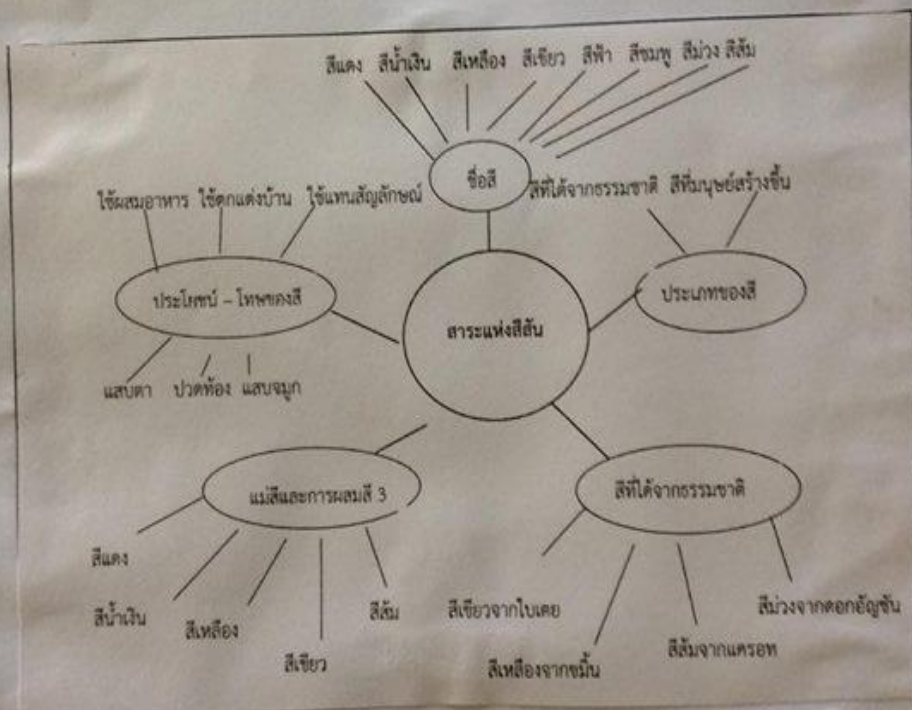 สีแดง สีน้ำเงิน สีเหลือง สีเขียว สีฟ้า สีชมพู สีม่วง สีส้ม
ชื่อสี
ใช้ผสมอาหาร ใช้ตกแต่งบ้าน ใช้แทนสัญลักษณ์
สีที่ได้จากธรรมชาติ สีที่มนุษย์สร้างขึ้น
ประโยชน์ – โทษของสี
ประเภทของสี
สาระแห่งสีสัน
แสบตา ปวดท้อง แสบจมูก
แม่สีและการผสมสี 3
สีที่ได้จากธรรมชาติ
สีแดง
สีน้ำเงิน
สีเหลือง
สีเขียว
สีส้ม
สีเขียวจากใบเตย
สีเหลืองจากขมิ้น
สีส้มจากแครอท
สีม่วงจากดอกอัญชัน